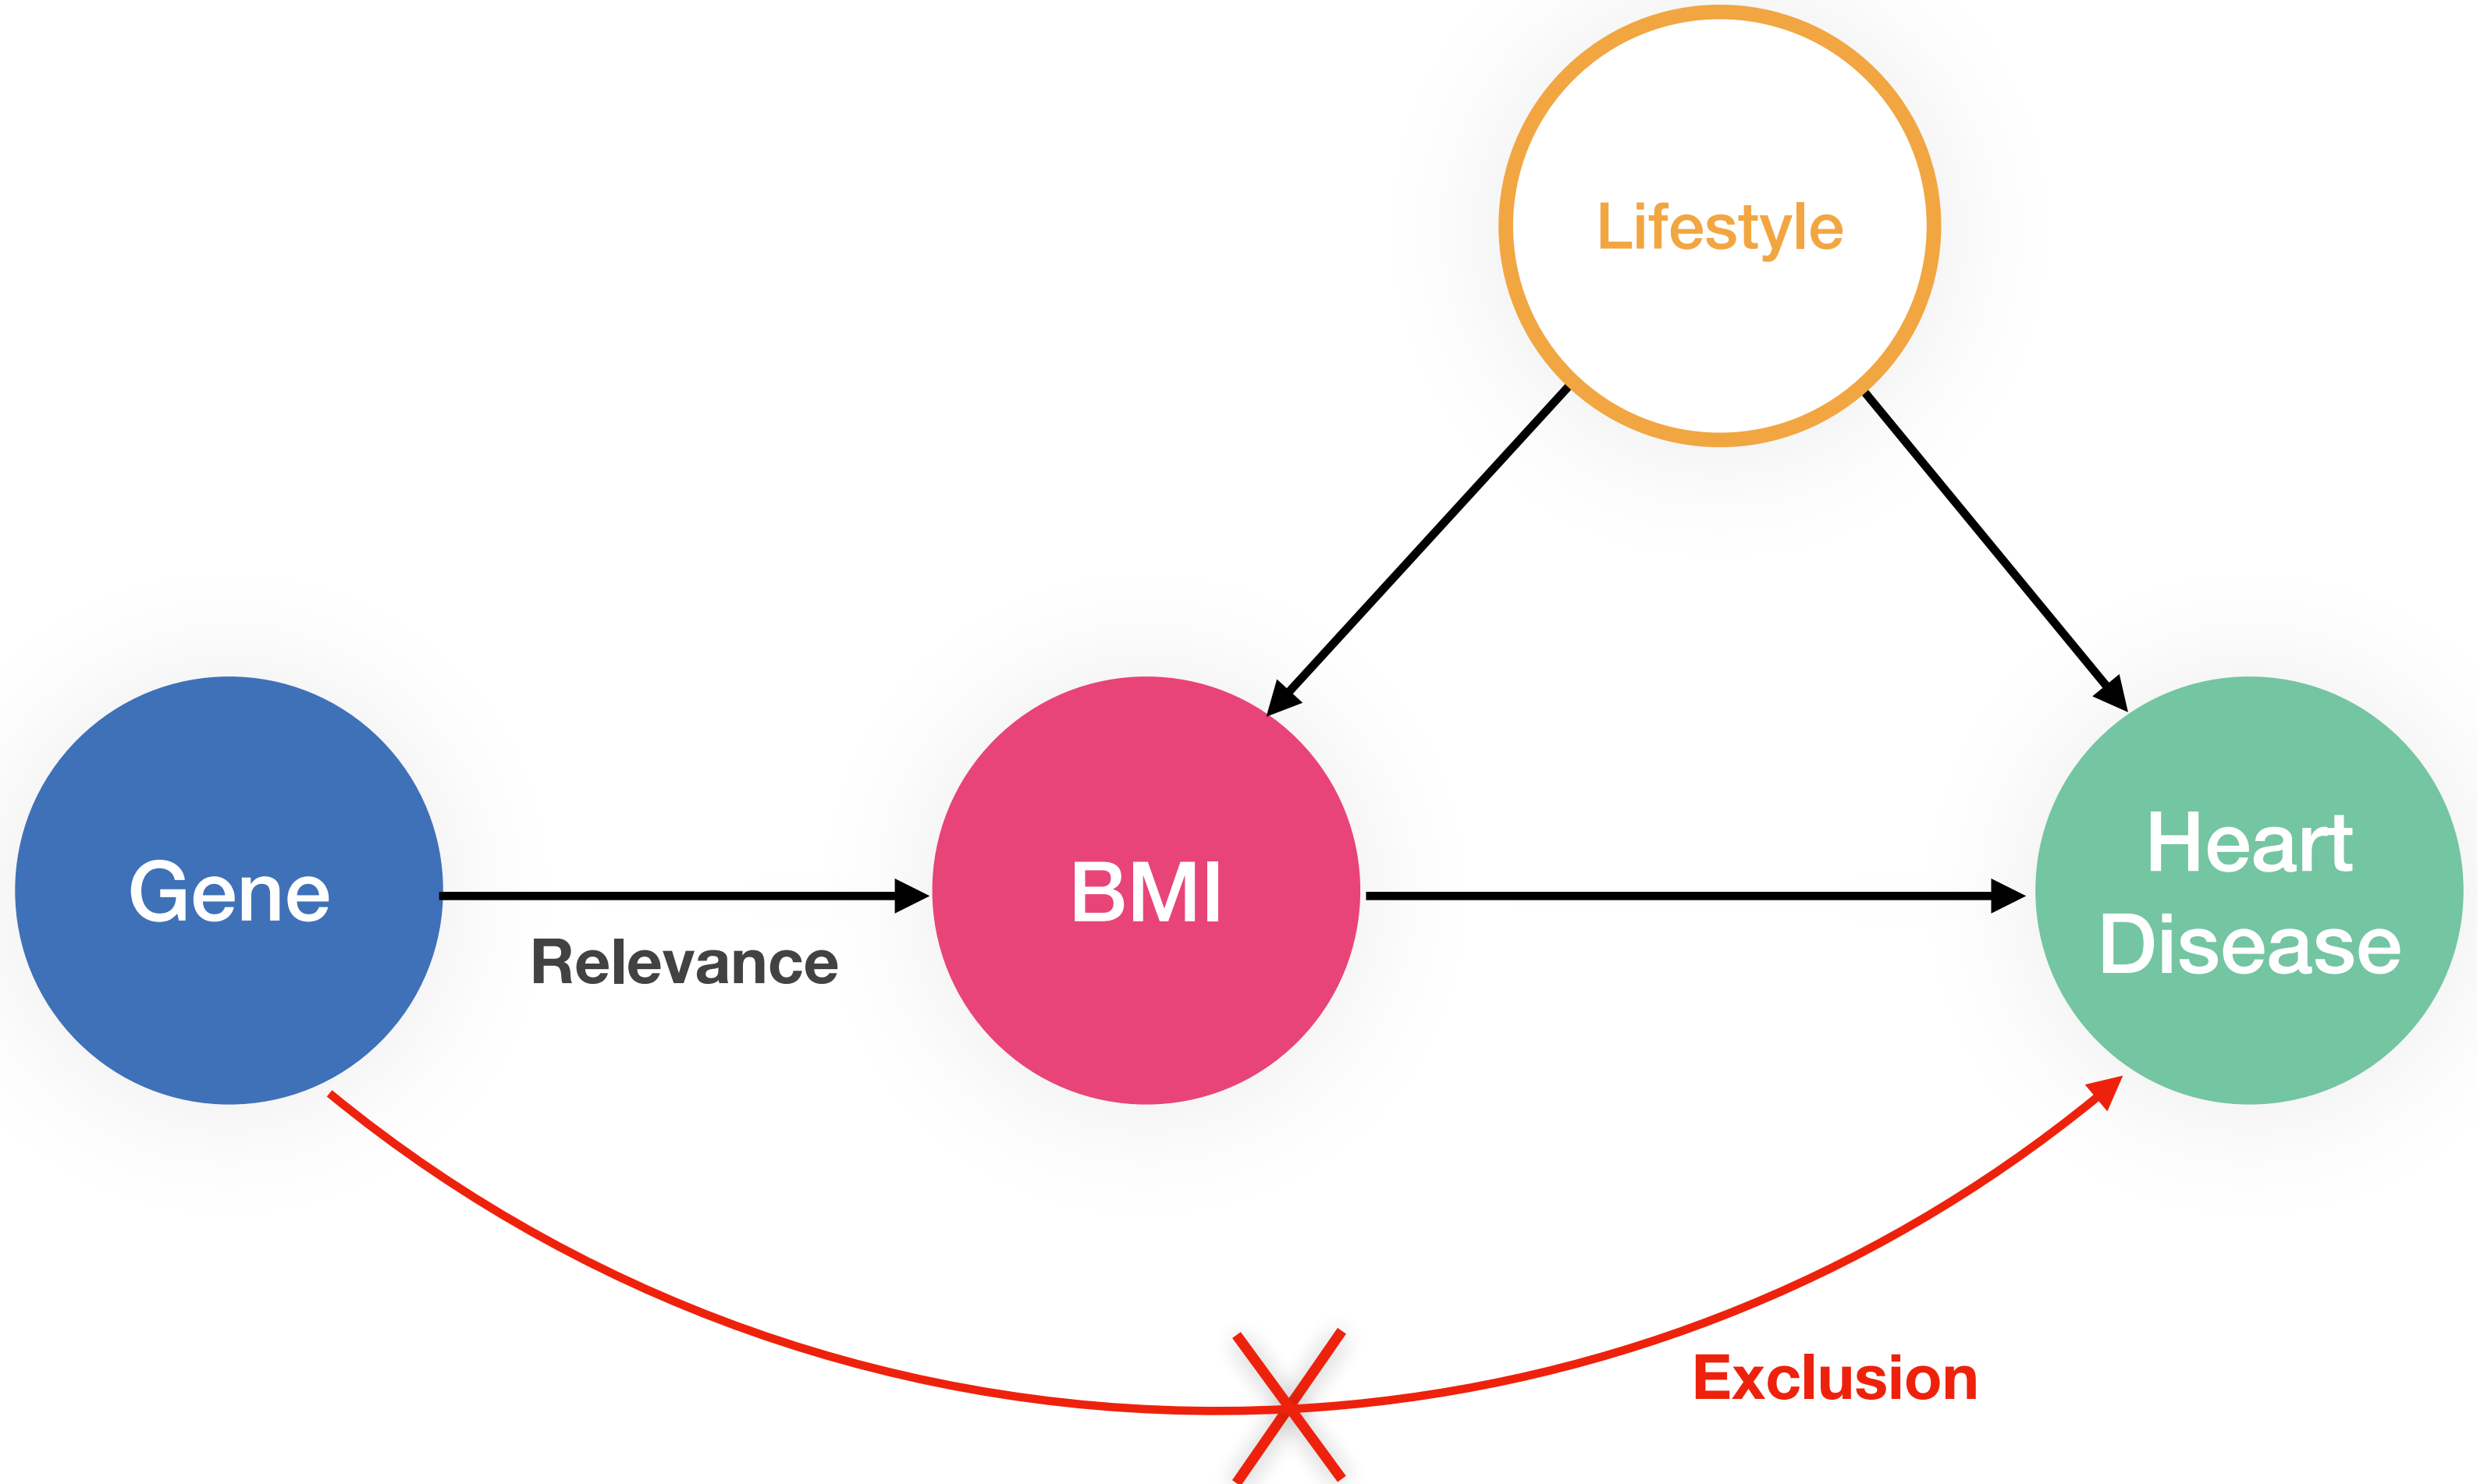 Lifestyle
Gene
Relevance
BMI
Heart
Disease
Exclusion